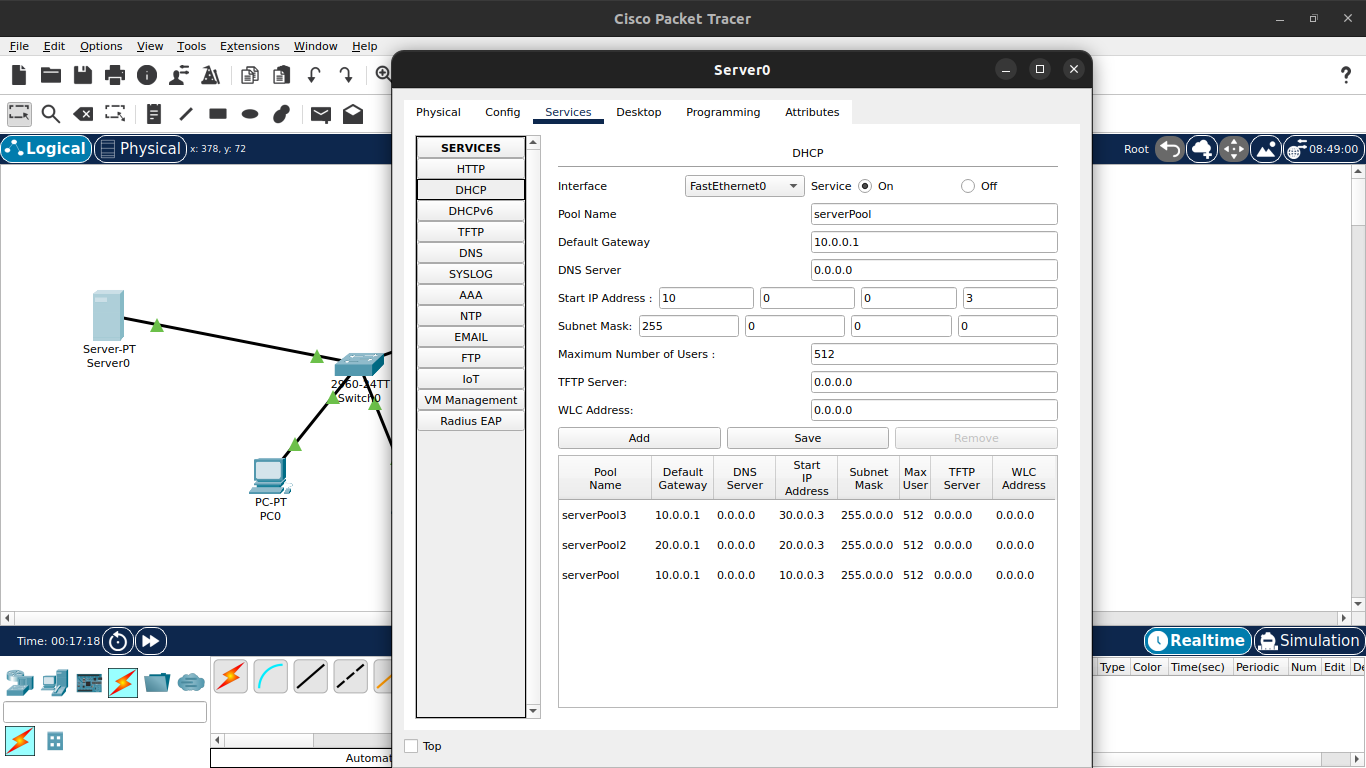 Cisco Packet Tracer
File Edit Options View Tools Extensions Window Help
Server0
?
Physical Config Services Desktop Programming Attributes
Logical Physical x: 378, y: 72
Root 08:49:00
SERVICES
HTTP
DHCP
DHCPv6
TFTP
DNS
SYSLOG
AAA
NTP
EMAIL
FTP
IoT
VM Management
Radius EAP
DHCP
Interface FastEthernet0 Service On Off
Pool Name serverPool
Default Gateway 10.0.0.1
DNS Server 0.0.0.0
Start IP Address : 10 0 0 3
Subnet Mask: 255 0 0 0
Maximum Number of Users : 512
TFTP Server: 0.0.0.0
WLC Address: 0.0.0.0
Add Save Remove
Pool Name Default Gateway DNS Server Start IP Address Subnet Mask Max User TFTP Server WLC Address
serverPool3 10.0.0.1 0.0.0.0 30.0.0.3 255.0.0.0 512 0.0.0.0 0.0.0.0
serverPool2 20.0.0.1 0.0.0.0 20.0.0.3 255.0.0.0 512 0.0.0.0 0.0.0.0
serverPool 10.0.0.1 0.0.0.0 10.0.0.3 255.0.0.0 512 0.0.0.0 0.0.0.0
Top
Server-PT
Server0
2960-24TT
Switch0
PC-PT
PC0
Time: 00:17:18
Realtime Simulation
Type Color Time(sec) Periodic Num Edit De
Automat